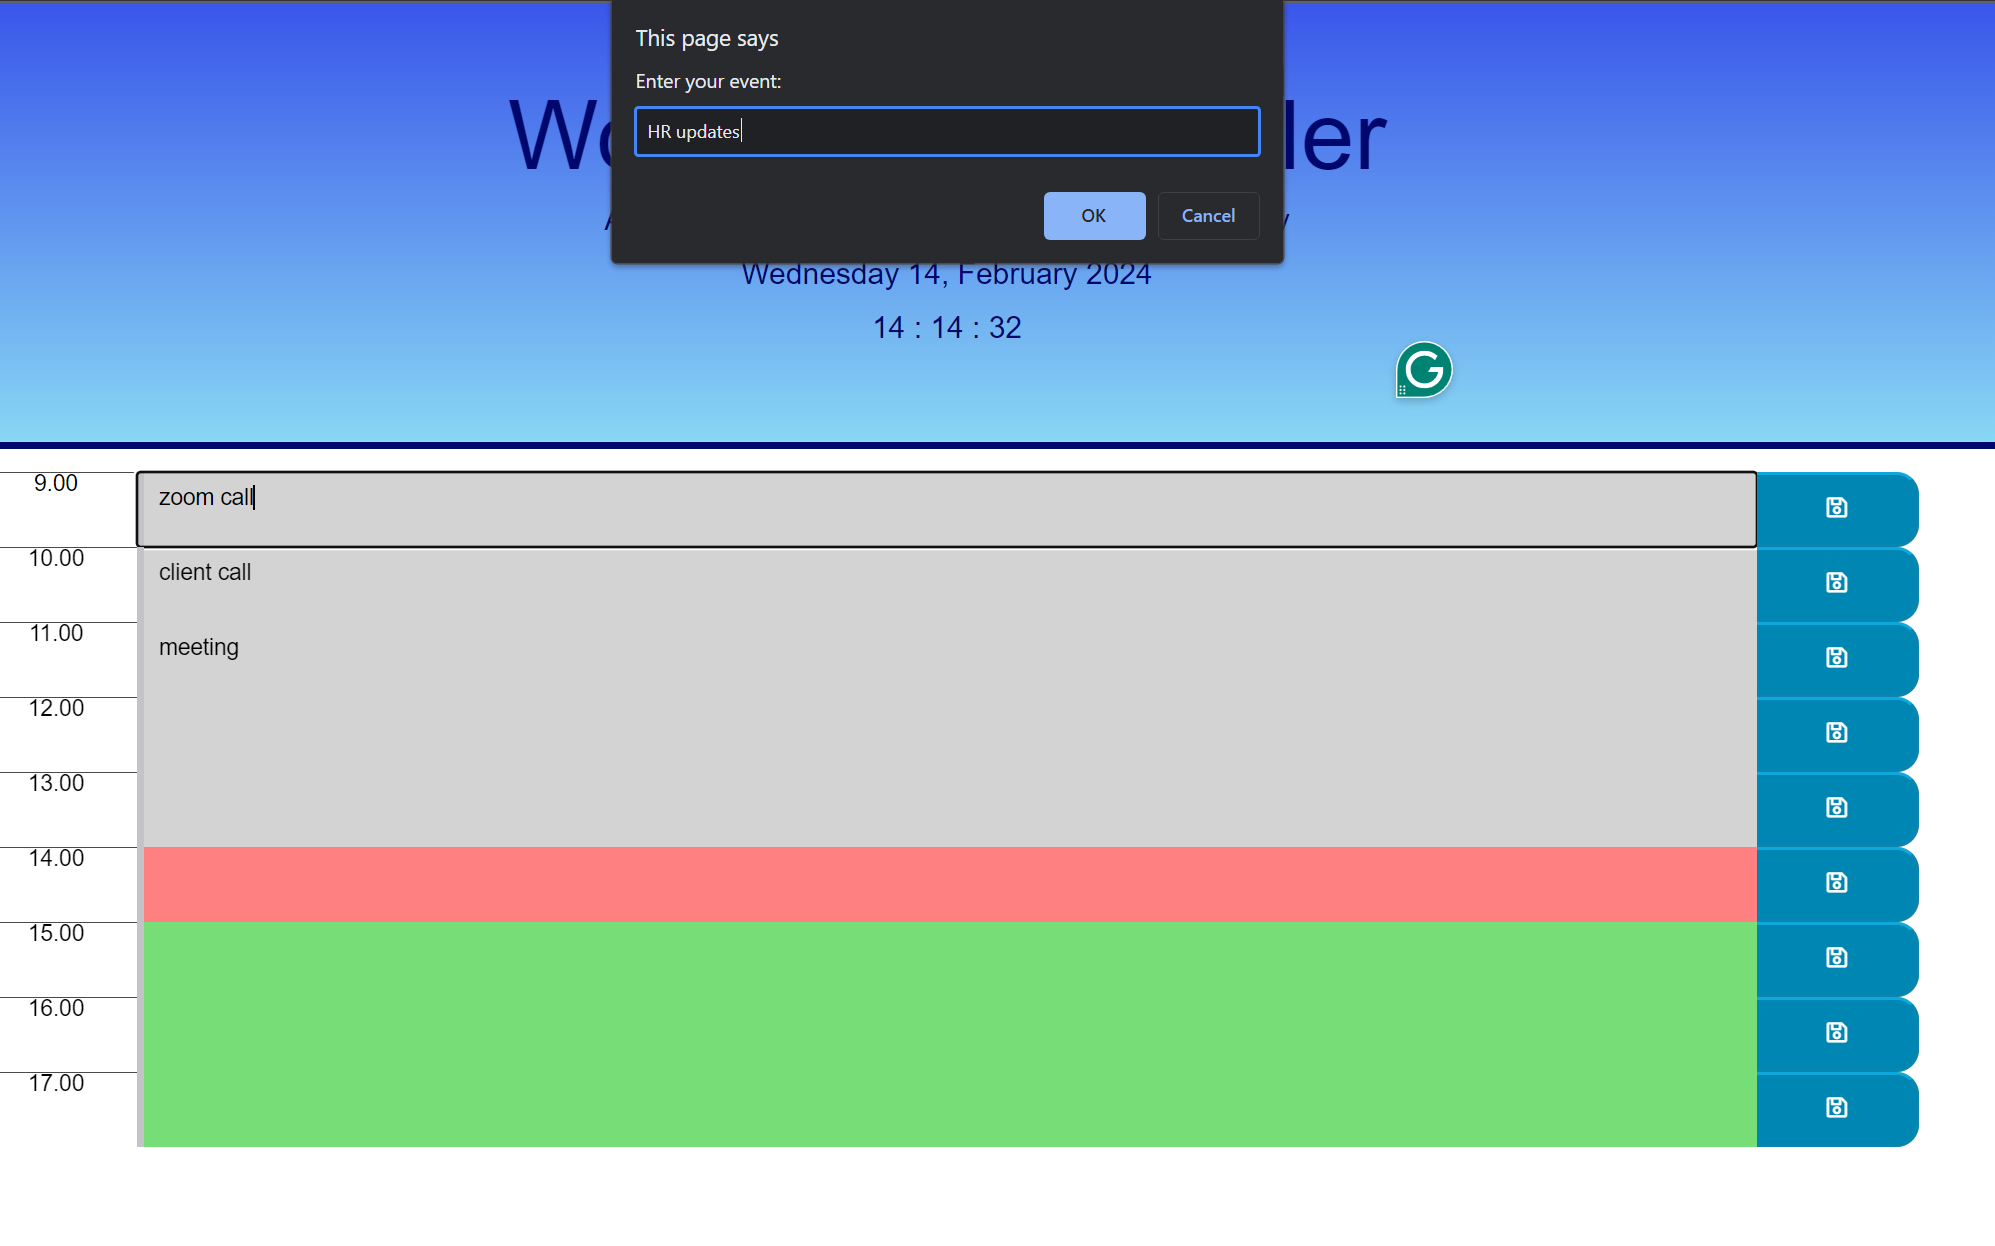 This page says
Enter your event:
HR updates
OK Cancel
Wednesday 14, February 2024
14 : 14 : 32
G
9.00 zoom call
10.00 client call
11.00 meeting
12.00
13.00
14.00
15.00
16.00
17.00